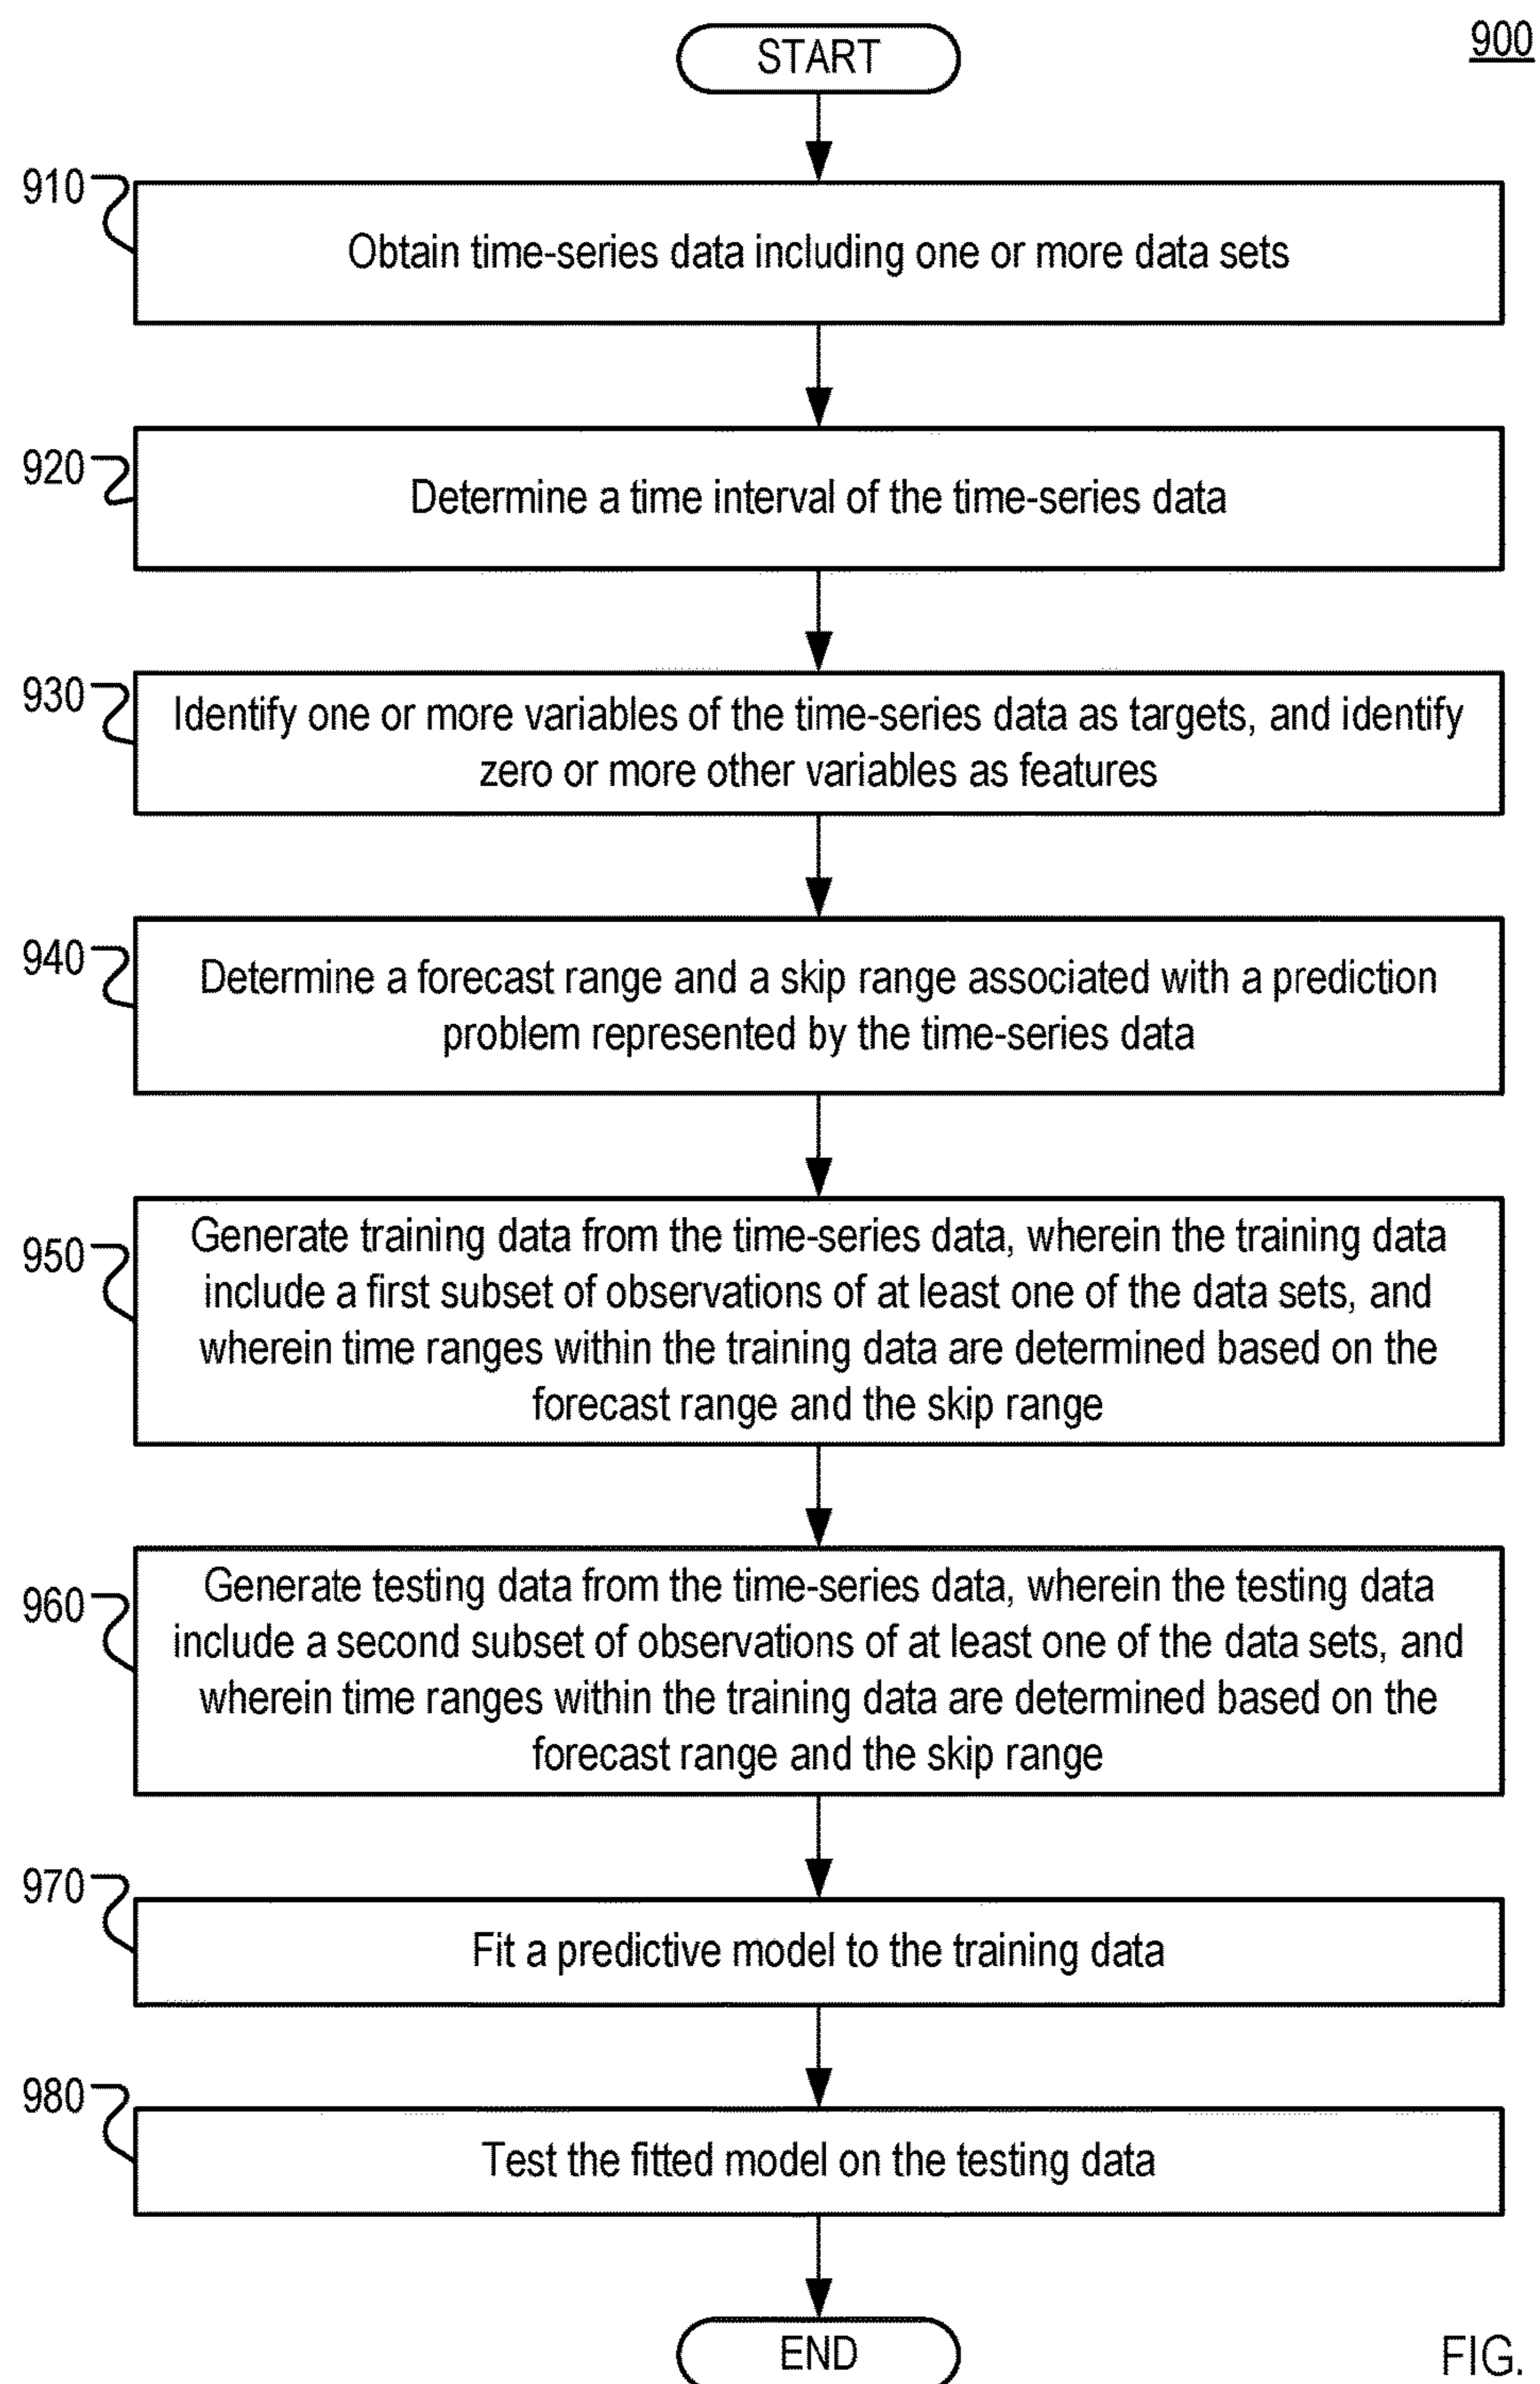 START
900
910
Obtain time-series data including one or more data sets
920
Determine a time interval of the time-series data
930
Identify one or more variables of the time-series data as targets, and identify
zero or more other variables as features
940
Determine a forecast range and a skip range associated with a prediction
problem represented by the time-series data
950
Generate training data from the time-series data, wherein the training data
include a first subset of observations of at least one of the data sets, and
wherein time ranges within the training data are determined based on the
forecast range and the skip range
960
Generate testing data from the time-series data, wherein the testing data
include a second subset of observations of at least one of the data sets, and
wherein time ranges within the training data are determined based on the
forecast range and the skip range
970
Fit a predictive model to the training data
980
Test the fitted model on the testing data
END
FIG.